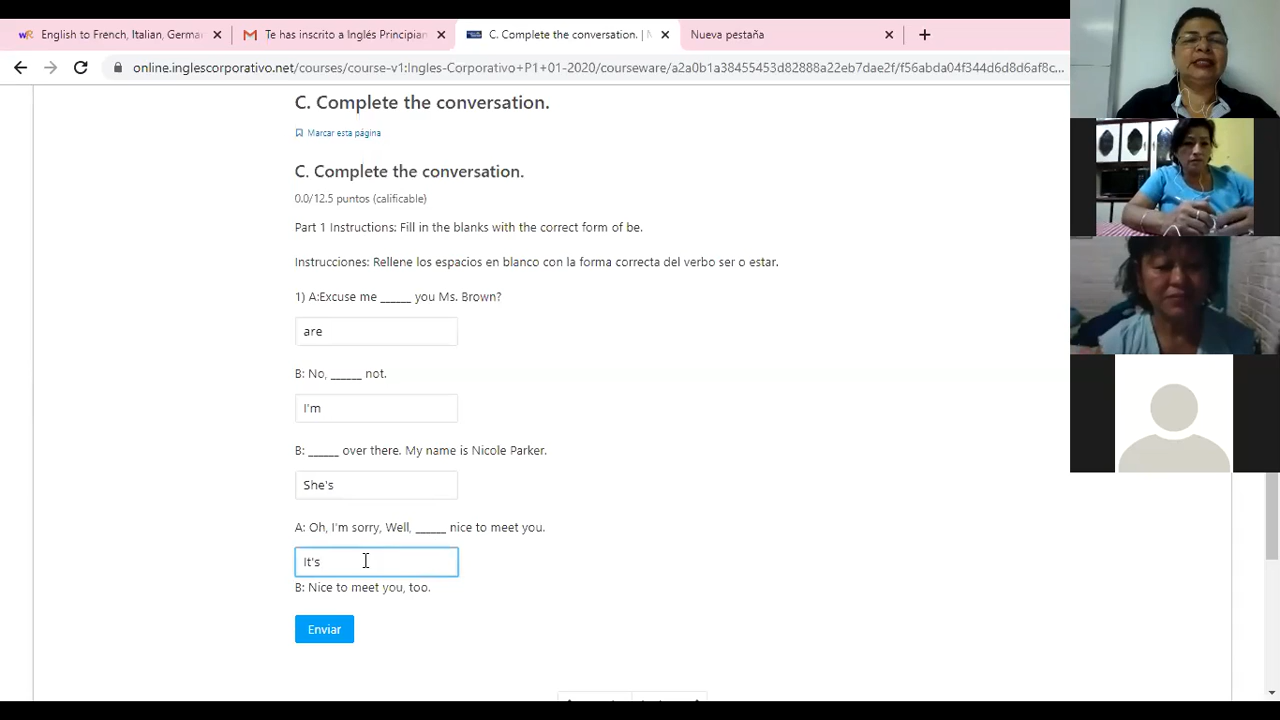 English to French, Italian, Germa
Te has inscrito a Inglés Principian
C. Complete the conversation. | M
Nueva pestaña
online.inglescorporativo.net/courses/course-v1:Ingles-Corporativo+P1+01-2020/courseware/a2a0b1a38455453d82888a22eb7dae2f/f56abda04f344d6d8d6af8c...
C. Complete the conversation.
Marcar esta página
C. Complete the conversation.
0.0/12.5 puntos (calificable)
Part 1 Instructions: Fill in the blanks with the correct form of be.
Instrucciones: Rellene los espacios en blanco con la forma correcta del verbo ser o estar.
1) A:Excuse me ______ you Ms. Brown?
are
B: No, ______ not.
I'm
B: ______ over there. My name is Nicole Parker.
She's
A: Oh, I'm sorry, Well, ______ nice to meet you.
It's
B: Nice to meet you, too.
Enviar